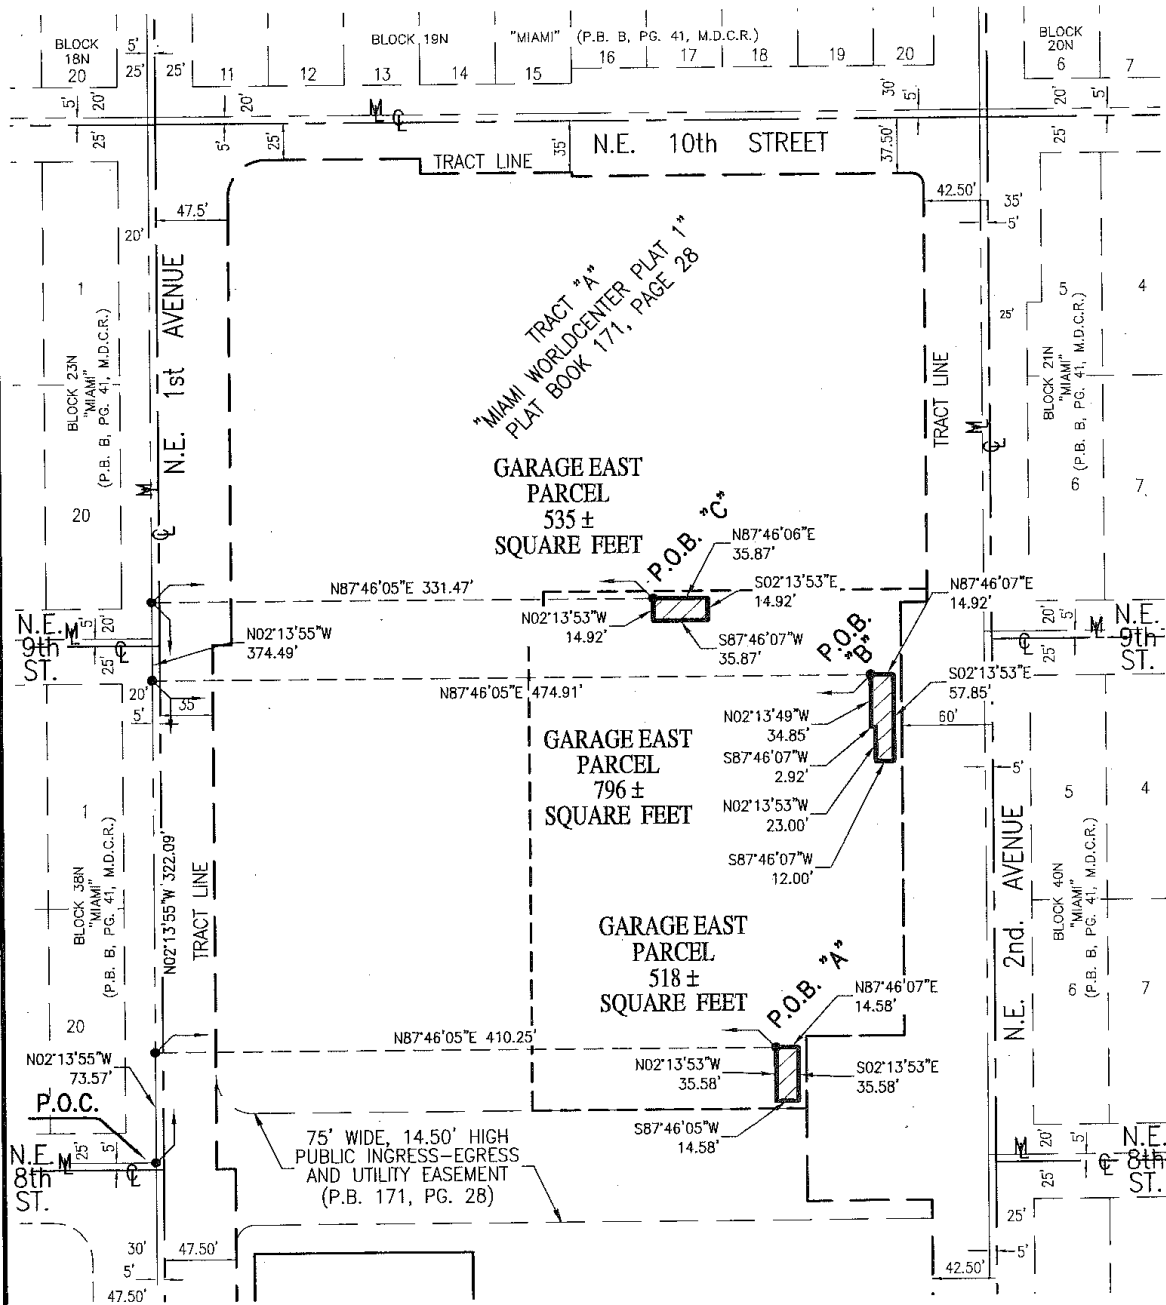 BLOCK
18N
20
5'
25'
25'
11
12
BLOCK 19N
13
14
"MIAMI"
15
(P.B. B, PG. 41, M.D.C.R.)
16
17
18
19
20
BLOCK
20N
6
7
5'
20'
25'
20'
5'
25'
M
L
C
L
35'
30'
5'
37.50'
20'
5'
25'
N.E. 10th STREET
TRACT LINE
47.5'
20'
42.50'
35'
5'
25'
1
BLOCK 23N
"MIAMI"
(P.B. B, PG. 41, M.D.C.R.)
20
N.E. 1st AVENUE
TRACT "A"
"MIAMI WORLDCENTER PLAT 1"
PLAT BOOK 171, PAGE 28
TRACT LINE
5
4
BLOCK 21N
"MIAMI"
(P.B. B, PG. 41, M.D.C.R.)
6
7
GARAGE EAST
PARCEL
535 ±
SQUARE FEET
P.O.B. "C"
N87°46'06"E
35.87'
S02°13'53"E
14.92'
N87°46'07"E
14.92'
N87°46'05"E 331.47'
N02°13'53"W
14.92'
S87°46'07"W
35.87'
N.E.
9th
ST.
5'
20'
25'
N02°13'55"W
374.49'
20'
5'
25'
N.E.
9th
ST.
P.O.B.
"B"
N87°46'05"E 474.91'
S02°13'53"E
57.85'
20'
5'
35'
60'
N02°13'49"W
34.85'
S87°46'07"W
2.92'
N02°13'53"W
23.00'
S87°46'07"W
12.00'
GARAGE EAST
PARCEL
796 ±
SQUARE FEET
5'
1
BLOCK 38N
"MIAMI"
(P.B. B, PG. 41, M.D.C.R.)
20
N02°13'55"W 322.09'
TRACT LINE
N.E. 2nd. AVENUE
5
4
BLOCK 40N
"MIAMI"
(P.B. B, PG. 41, M.D.C.R.)
6
7
GARAGE EAST
PARCEL
518 ±
SQUARE FEET
P.O.B. "A"
N87°46'07"E
14.58'
N87°46'05"E 410.25'
N02°13'53"W
35.58'
S02°13'53"E
35.58'
S87°46'05"W
14.58'
N02°13'55"W
73.57'
P.O.C.
N.E.
8th
ST.
25'
5'
75' WIDE, 14.50' HIGH
PUBLIC INGRESS-EGRESS
AND UTILITY EASEMENT
(P.B. 171, PG. 28)
20'
5'
25'
N.E.
8th
ST.
30'
5'
47.50'
47.50'
25'
5'
42.50'